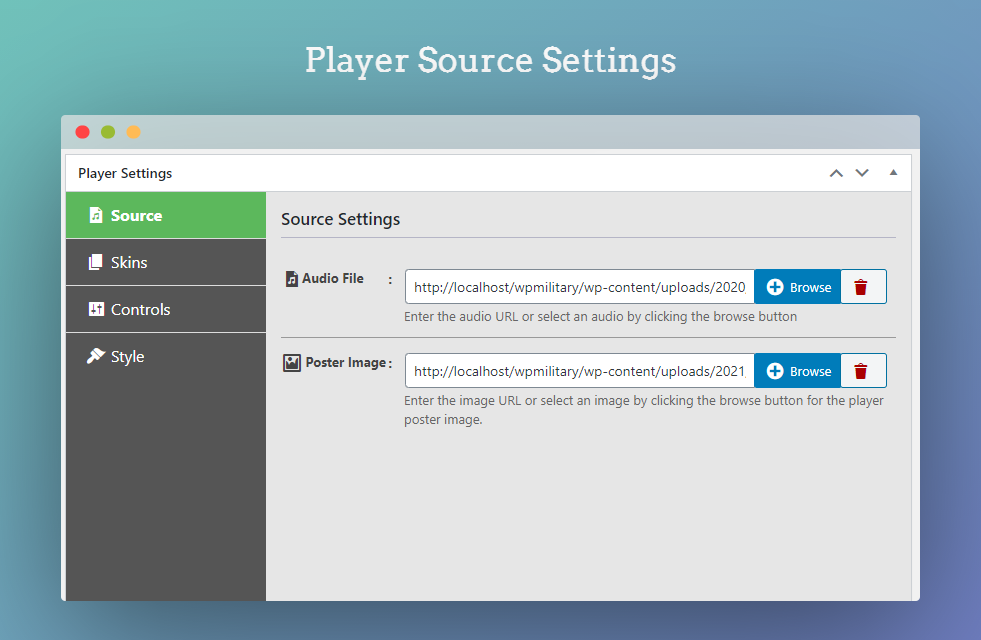 Player Source Settings
Player Settings
Source
Skins
Controls
Style
Source Settings
Audio File :
http://localhost/wpmilitary/wp-content/uploads/2020
Browse
Enter the audio URL or select an audio by clicking the browse button
Poster Image :
http://localhost/wpmilitary/wp-content/uploads/2021
Browse
Enter the image URL or select an image by clicking the browse button for the player
poster image.